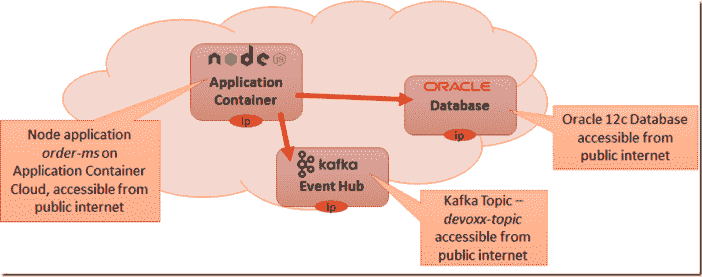 node
JS
Application
Container
ip
ORACLE
Database
ip
Node application
order-ms on
Application Container
Cloud, accessible from
public internet
Oracle 12c Database
accessible from
public internet
kafka
Event Hub
ip
Kafka Topic –
devoxx-topic
accessible from
public internet